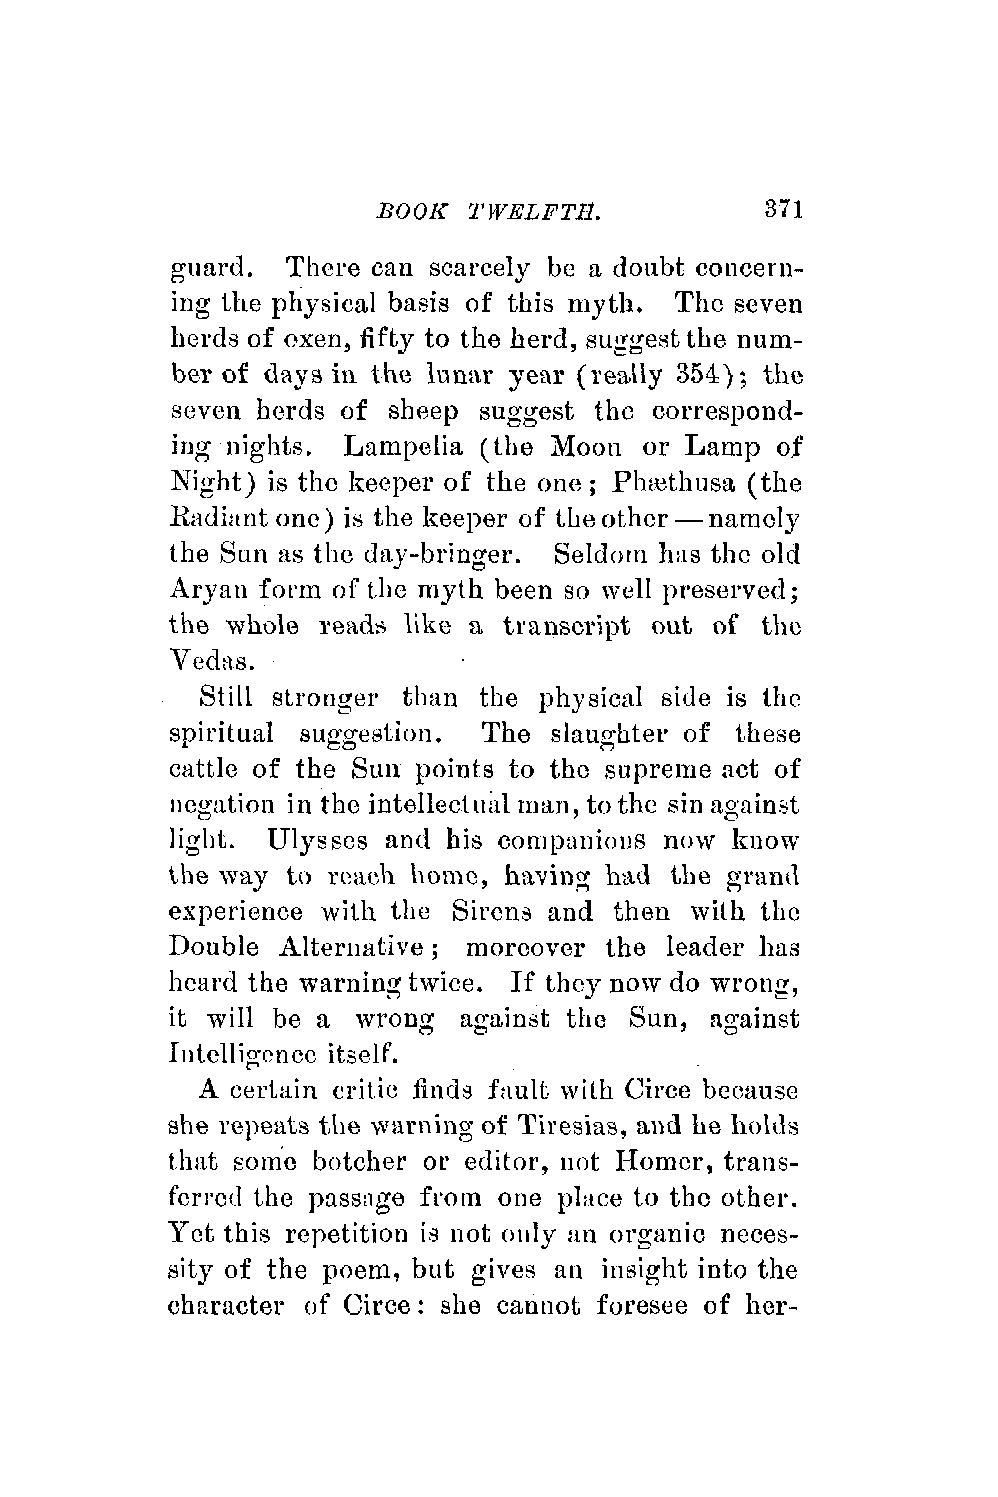 BOOK TWELFTH. 371
guard. There can scarcely be a doubt concern-
ing the physical basis of this myth. The seven
herds of oxen, fifty to the herd, suggest the num-
ber of days in the lunar year (really 354); the
seven herds of sheep suggest the correspond-
ing nights. Lampelia (the Moon or Lamp of
Night) is the keeper of the one; Phæthusa (the
Radiant one) is the keeper of the other — namely
the Sun as the day-bringer. Seldom has the old
Aryan form of the myth been so well preserved;
the whole reads like a transcript out of the
Vedas.
Still stronger than the physical side is the
spiritual suggestion. The slaughter of these
cattle of the Sun points to the supreme act of
negation in the intellectual man, to the sin against
light. Ulysses and his companions now know
the way to reach home, having had the grand
experience with the Sirens and then with the
Double Alternative; moreover the leader has
heard the warning twice. If they now do wrong,
it will be a wrong against the Sun, against
Intelligence itself.
A certain critic finds fault with Circe because
she repeats the warning of Tiresias, and he holds
that some botcher or editor, not Homer, trans-
ferred the passage from one place to the other.
Yet this repetition is not only an organic neces-
sity of the poem, but gives an insight into the
character of Circe: she cannot foresee of her-